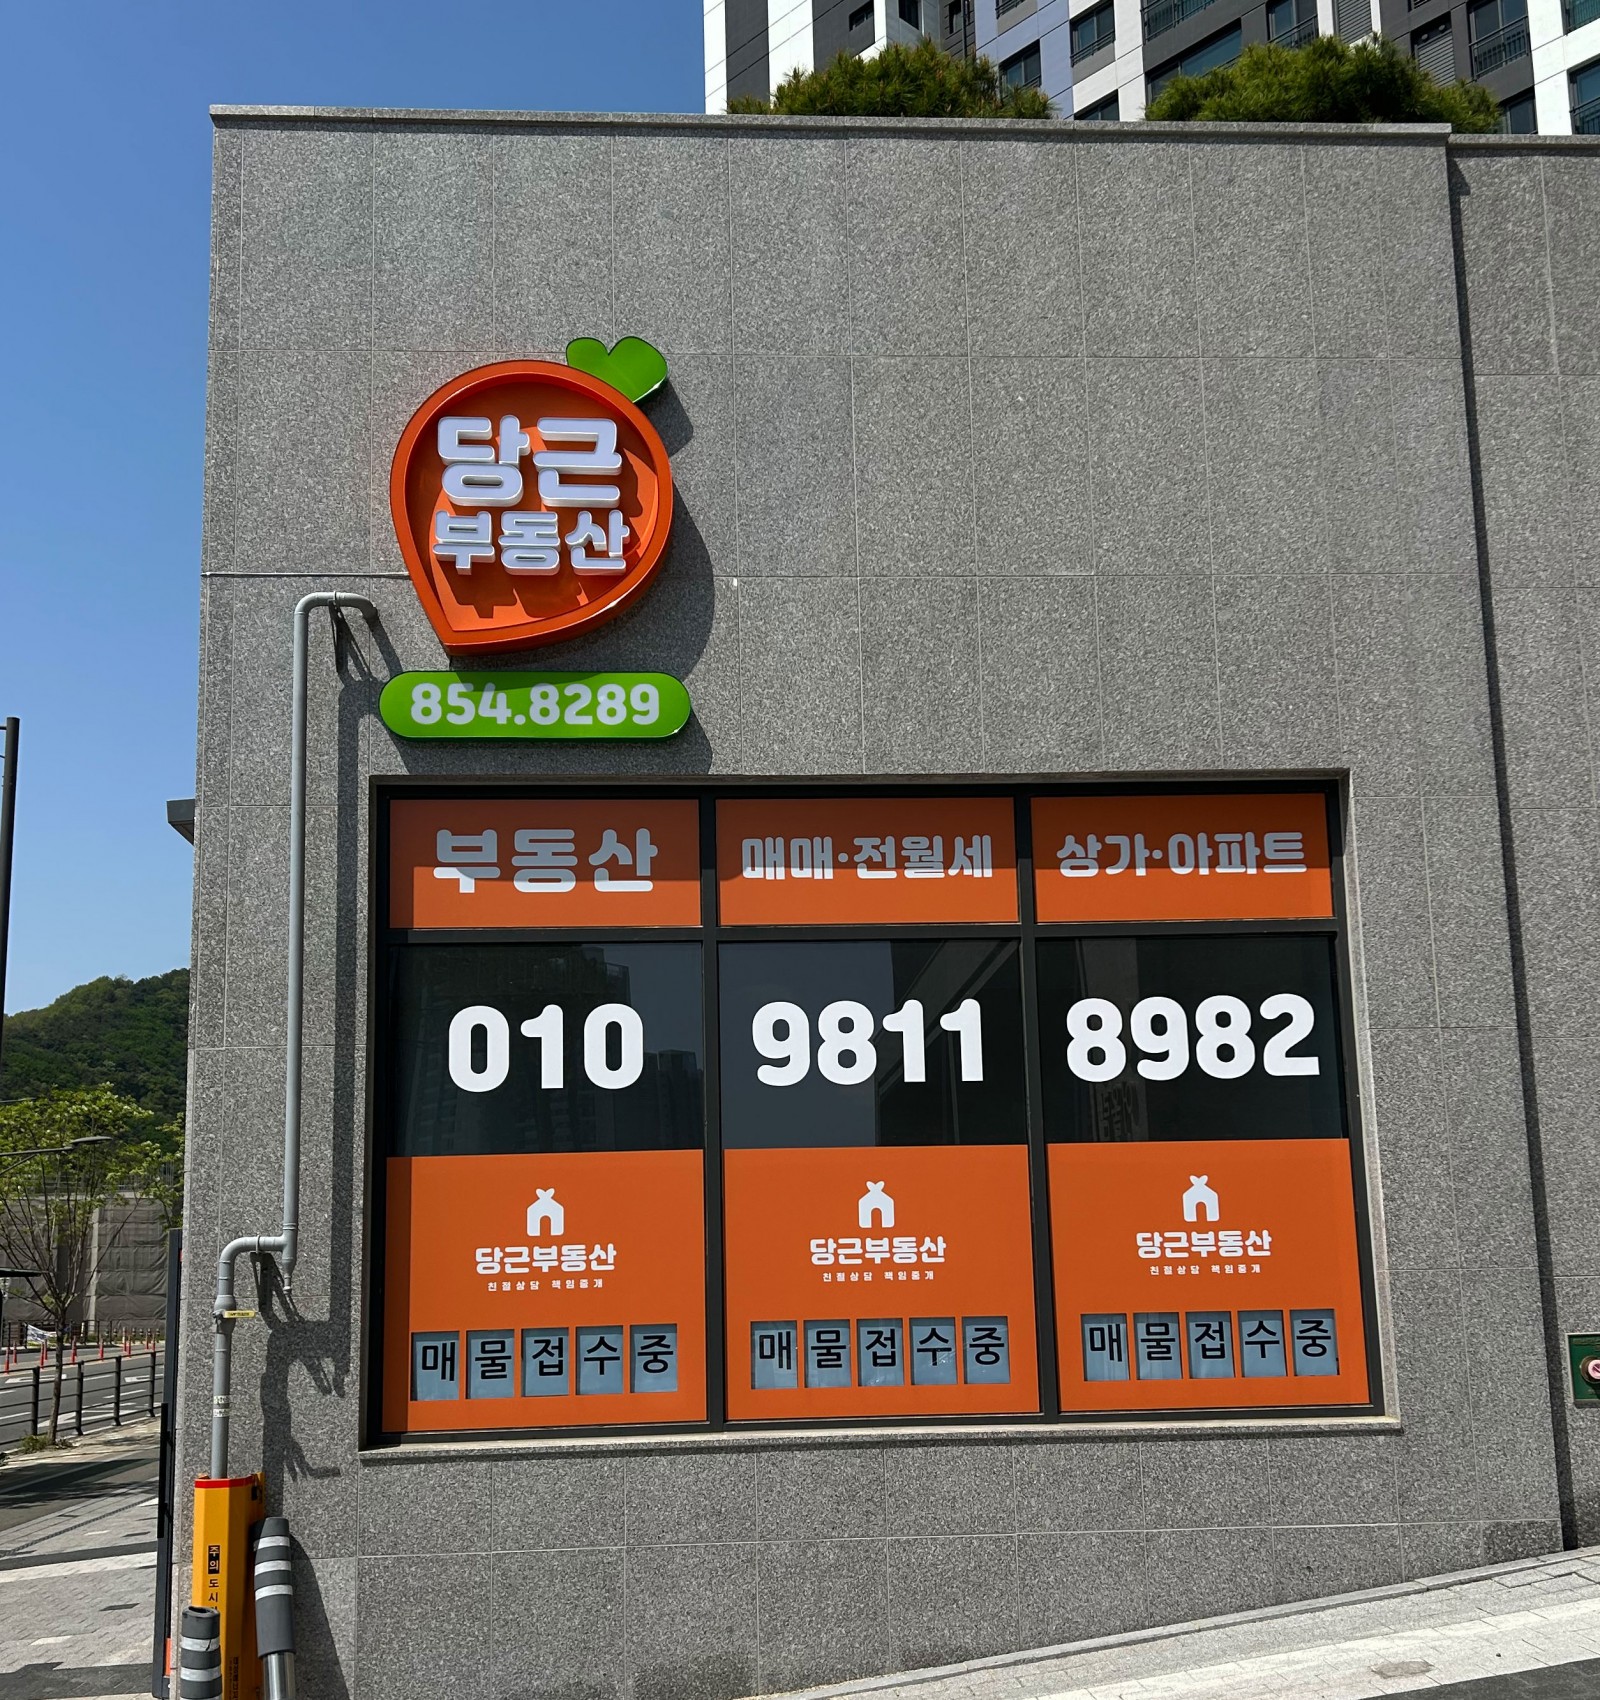 당근
부동산
854.8289
부동산 매매·전월세 상가·아파트
010 9811 8982
당근부동산 당근부동산 당근부동산
친절상담 책임중개 친절상담 책임중개 친절상담 책임중개
매물접수중 매물접수중 매물접수중
주의